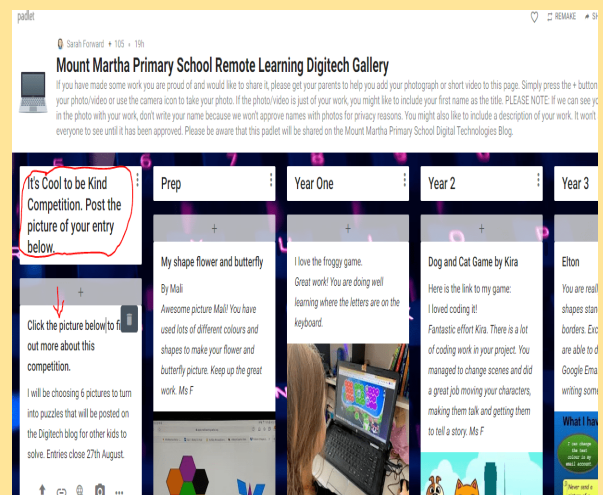 padlet
REMAKE
Sarah Forward + 105 • 19h
Mount Martha Primary School Remote Learning Digitech Gallery
If you have made some work you are proud of and would like to share it, please get your parents to help you add your photograph or short video to this page. Simply press the + button
your photo/video or use the camera icon to take your photo. If the photo/video is just of your work, you might like to include your first name as the title. PLEASE NOTE: If we can see
in the photo with your work, don't write your name because we won't approve names with photos for privacy reasons. You might also like to include a description of your work. It won't
everyone to see until it has been approved. Please be aware that this padlet will be shared on the Mount Martha Primary School Digital Technologies Blog.
It's Cool to be Kind
Competition. Post the
picture of your entry
below.
Click the picture below to
out more about this
competition.
I will be choosing 6 pictures to turn
into puzzles that will be posted on
the Digitech blog for other kids to
solve. Entries close 27th August.
Prep
My shape flower and butterfly
By Mali
Awesome picture Mali! You have
used lots of different colours and
shapes to make your flower and
butterfly picture. Keep up the great
work. Ms F
Year One
I love the froggy game.
Great work! You are doing well
learning where the letters are on the
keyboard.
Year 2
Dog and Cat Game by Kira
Here is the link to my game:
I loved coding it!
Fantastic effort Kira. There is a lot
of coding work in your project. You
managed to change scenes and did
a great job moving your characters,
making them talk and getting them
to tell a story. Ms F
Year 3
Elton
You are
shapes
borders.
are able to
Google
writing
What I
I can change
the text
colour in my
email account
Never send a